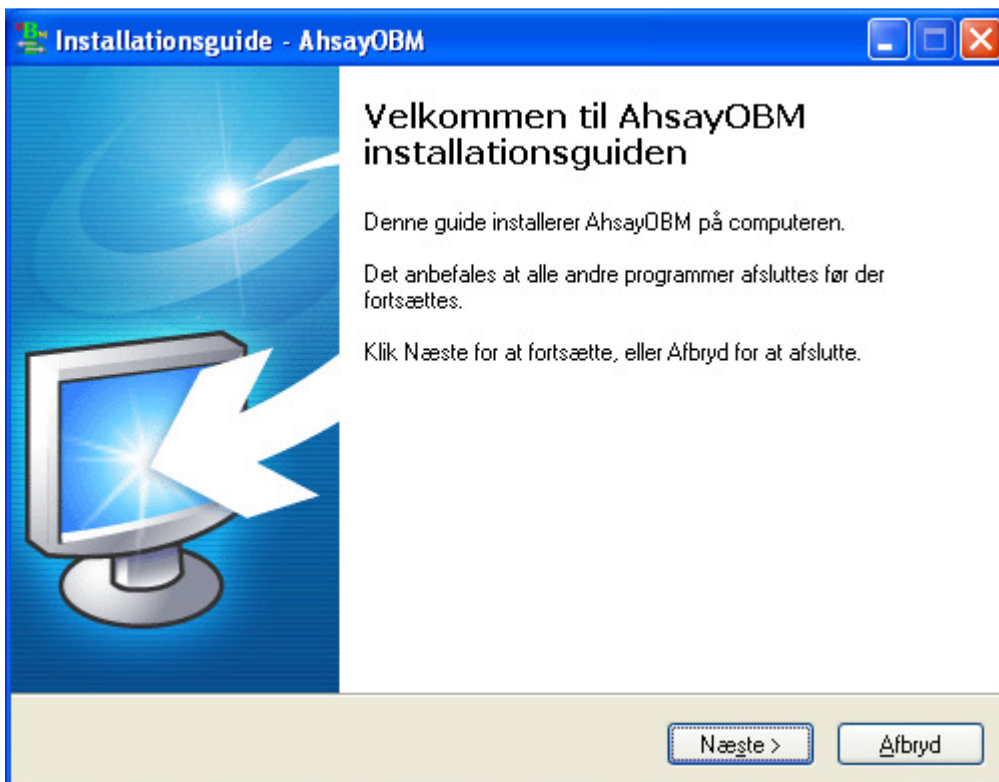 Installationsguide - AhsayOBM
Velkommen til AhsayOBM
installationsguiden
Denne guide installerer AhsayOBM på computeren.
Det anbefales at alle andre programmer afsluttes før der
fortsættes.
Klik Næste for at fortsætte, eller Afbryd for at afslutte.
Næste >
Afbryd